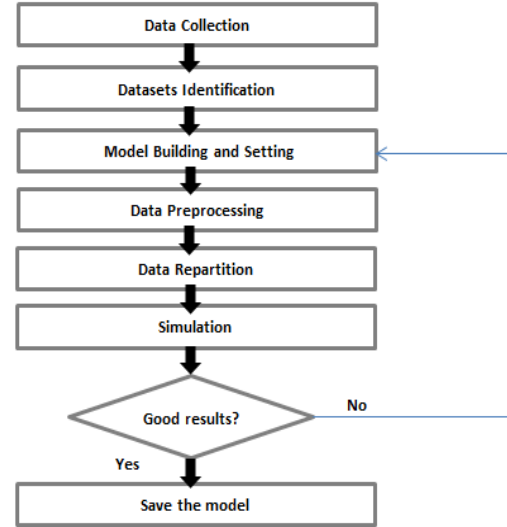 Data Collection
Datasets Identification
Model Building and Setting
Data Preprocessing
Data Repartition
Simulation
Good results?
No
Yes
Save the model